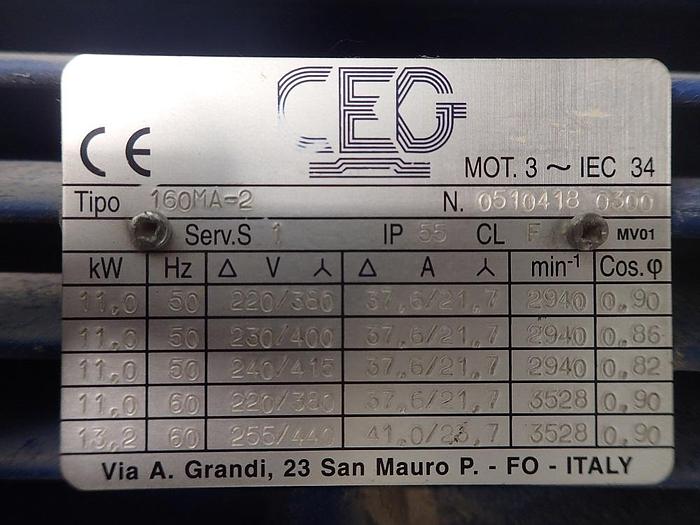 CEG
CE
MOT. 3 ~ IEC 34
Tipo 160MA-2 N. 0510418 0300
Serv.S 1 IP 55 CL F MV01
kW Hz △ V ⅄ △ A ⅄ min⁻¹ Cos.φ
11,0 50 220/380 37,6/21,7 2940 0,90
11,0 50 230/400 37,6/21,7 2940 0,86
11,0 50 240/415 37,6/21,7 2940 0,82
11,0 60 220/380 37,6/21,7 3528 0,90
13,2 60 255/440 41,0/23,7 3528 0,90
Via A. Grandi, 23 San Mauro P. - FO - ITALY